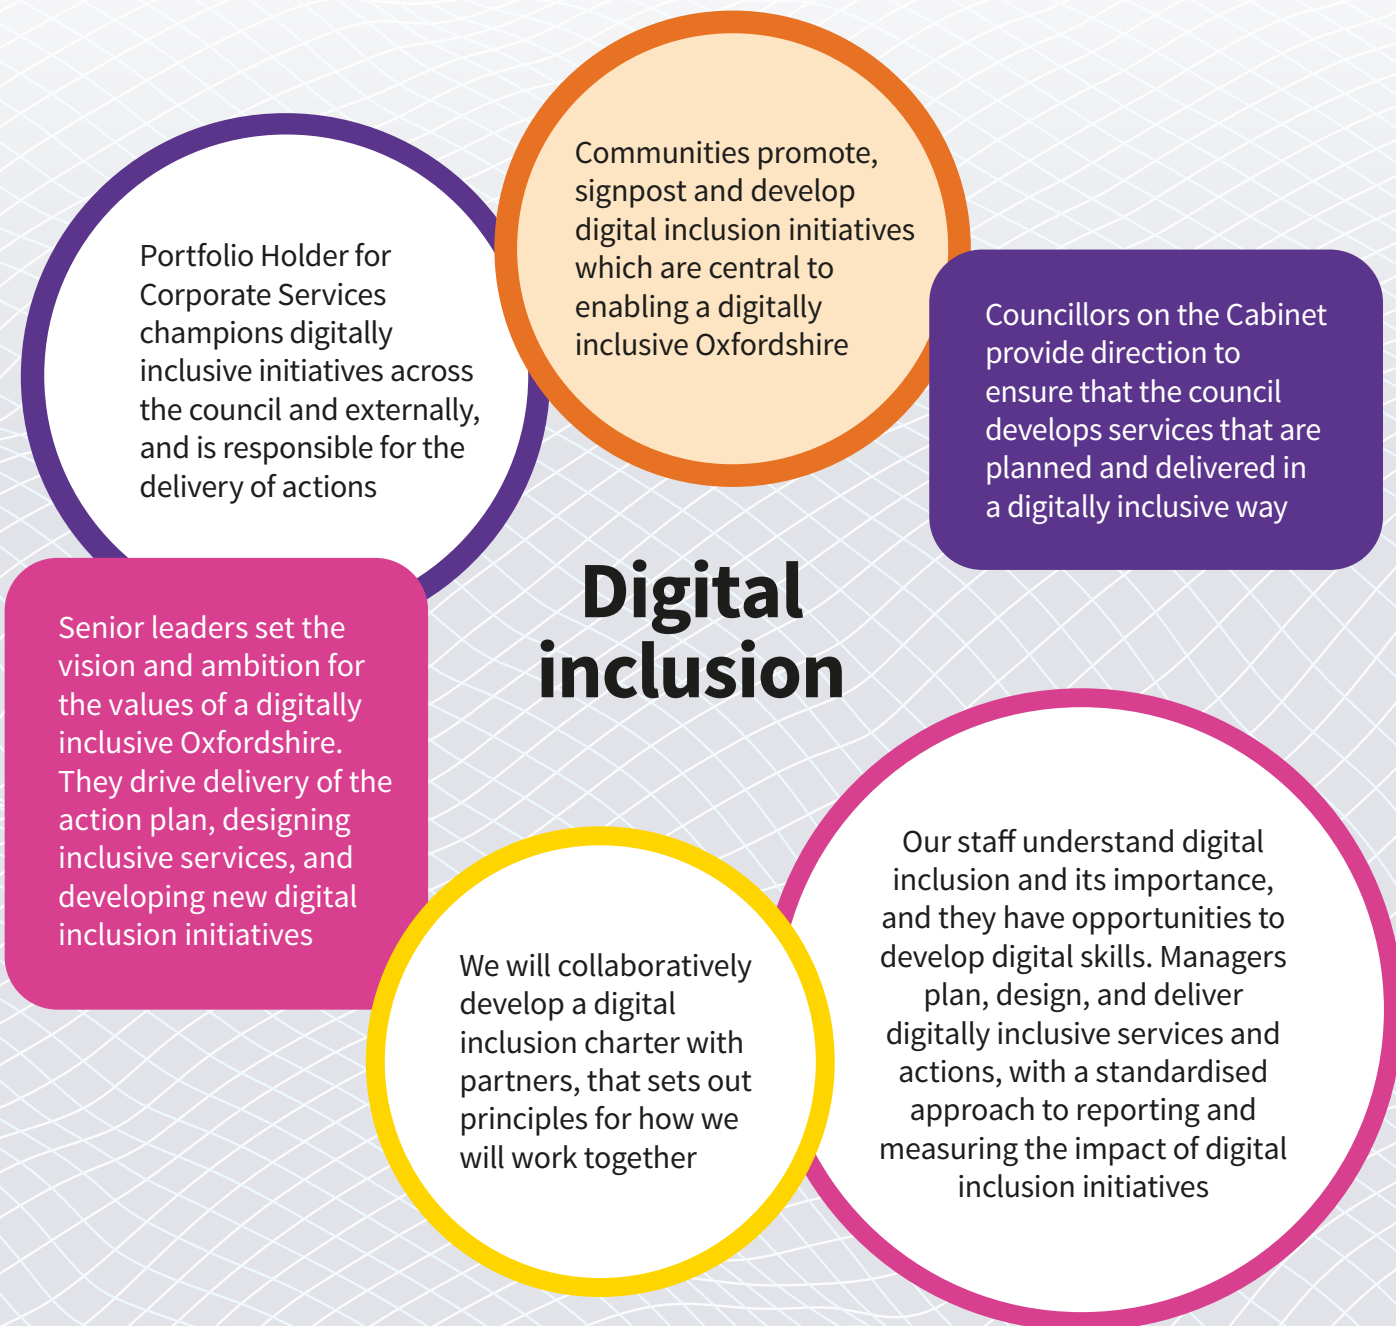 Communities promote,
signpost and develop
digital inclusion initiatives
which are central to
enabling a digitally
inclusive Oxfordshire
Portfolio Holder for
Corporate Services
champions digitally
inclusive initiatives across
the council and externally,
and is responsible for the
delivery of actions
Councillors on the Cabinet
provide direction to
ensure that the council
develops services that are
planned and delivered in
a digitally inclusive way
Digital
inclusion
Senior leaders set the
vision and ambition for
the values of a digitally
inclusive Oxfordshire.
They drive delivery of the
action plan, designing
inclusive services, and
developing new digital
inclusion initiatives
We will collaboratively
develop a digital
inclusion charter with
partners, that sets out
principles for how we
will work together
Our staff understand digital
inclusion and its importance,
and they have opportunities to
develop digital skills. Managers
plan, design, and deliver
digitally inclusive services and
actions, with a standardised
approach to reporting and
measuring the impact of digital
inclusion initiatives